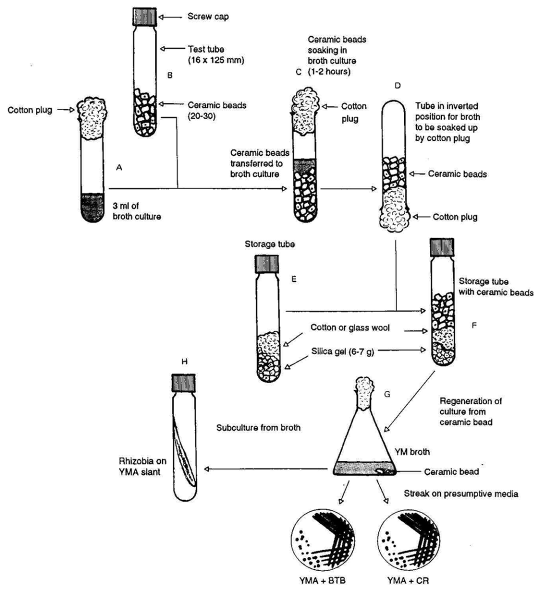 Screw cap
Test tube
(16 x 125 mm)
B
Ceramic beads
(20-30)
Cotton plug
A
3 ml of
broth culture
Ceramic beads
soaking in
broth culture
(1-2 hours)
C
Cotton
plug
Ceramic beads
transferred to
broth culture
D
Tube in inverted
position for broth
to be soaked up
by cotton plug
Ceramic beads
Cotton plug
Storage tube
E
Cotton or glass wool
Silica gel (6-7 g)
Storage tube
with ceramic beads
F
H
Rhizobia on
YMA slant
Subculture from broth
G
Regeneration of
culture from
ceramic bead
YM broth
Ceramic bead
Streak on presumptive media
YMA + BTB
YMA + CR